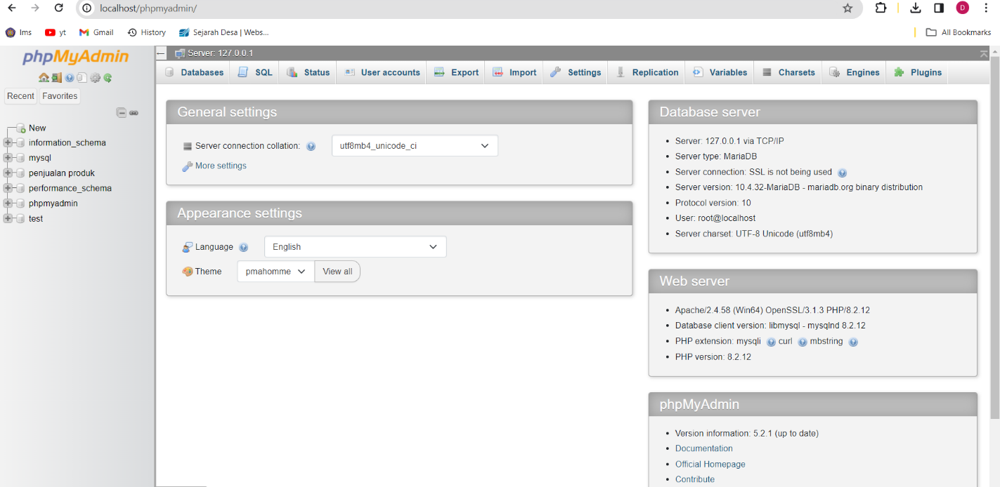 localhost/phpmyadmin/
D
lms yt Gmail History Sejarah Desa | Webs... All Bookmarks
phpMyAdmin
Recent Favorites
New
information_schema
mysql
penjualan produk
performance_schema
phpmyadmin
test
Server: 127.0.0.1
Databases SQL Status User accounts Export Import Settings Replication Variables Charsets Engines Plugins
General settings
Server connection collation: utf8mb4_unicode_ci
More settings
Appearance settings
Language English
Theme pmahomme View all
Database server
Server: 127.0.0.1 via TCP/IP
Server type: MariaDB
Server connection: SSL is not being used
Server version: 10.4.32-MariaDB - mariadb.org binary distribution
Protocol version: 10
User: root@localhost
Server charset: UTF-8 Unicode (utf8mb4)
Web server
Apache/2.4.58 (Win64) OpenSSL/3.1.3 PHP/8.2.12
Database client version: libmysql - mysqlnd 8.2.12
PHP extension: mysqli curl mbstring
PHP version: 8.2.12
phpMyAdmin
Version information: 5.2.1 (up to date)
Documentation
Official Homepage
Contribute